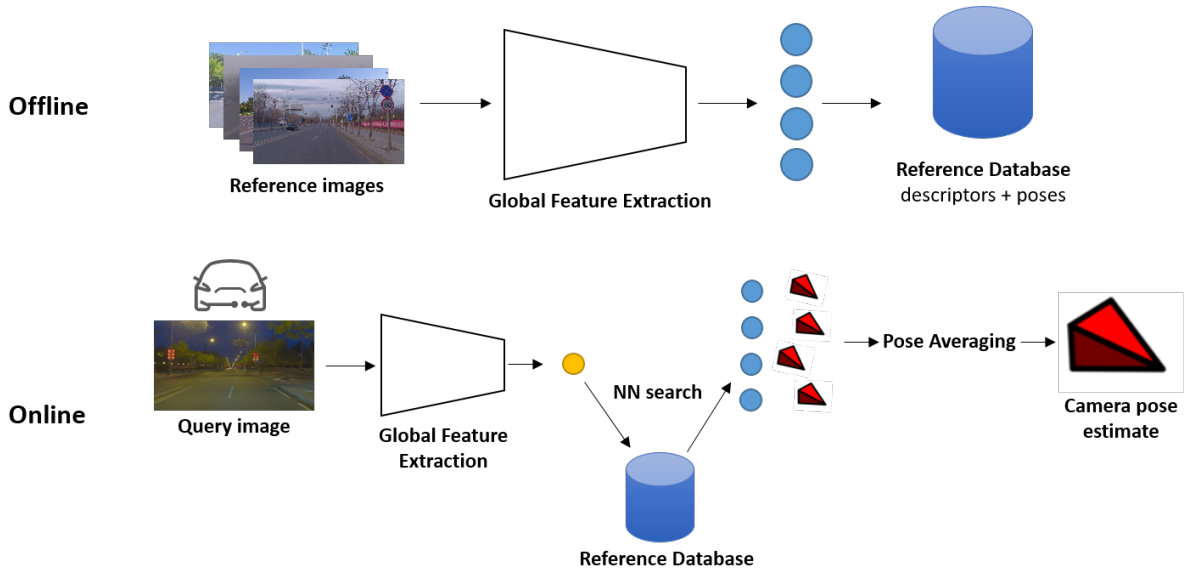 Offline
Reference images
Global Feature Extraction
Reference Database
descriptors + poses
Online
Query image
Global Feature
Extraction
NN search
Reference Database
Pose Averaging
Camera pose
estimate